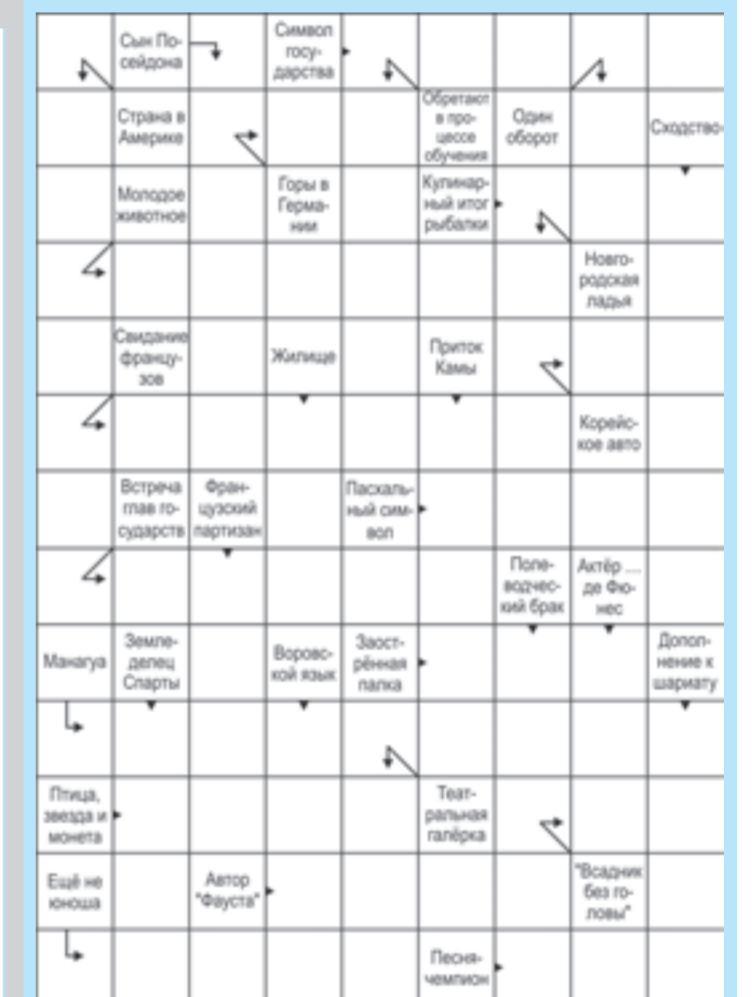 Сын По-
сейдона
Символ
госу-
дарства
Страна в
Америке
Обретают
в про-
цессе
обучения
Один
оборот
Сходство
Молодое
животное
Горы в
Герма-
нии
Кулинар-
ный итог
рыбалки
Новго-
родская
ладья
Свидание
францу-
зов
Жилище
Приток
Камы
Корейс-
кое авто
Встреча
глав го-
сударств
Фран-
цузский
партизан
Пасхаль-
ный сим-
вол
Поле-
водчес-
кий брак
Актёр ....
де Фю-
нес
Манагуа
Земле-
делец
Спарты
Воровс-
кой язык
Заост-
рённая
палка
Допол-
нение к
шариату
Птица,
звезда и
монета
Теат-
ральная
галёрка
Ещё не
юноша
Автор
"Фауста"
"Всадник
без го-
ловы"
Песня-
чемпион